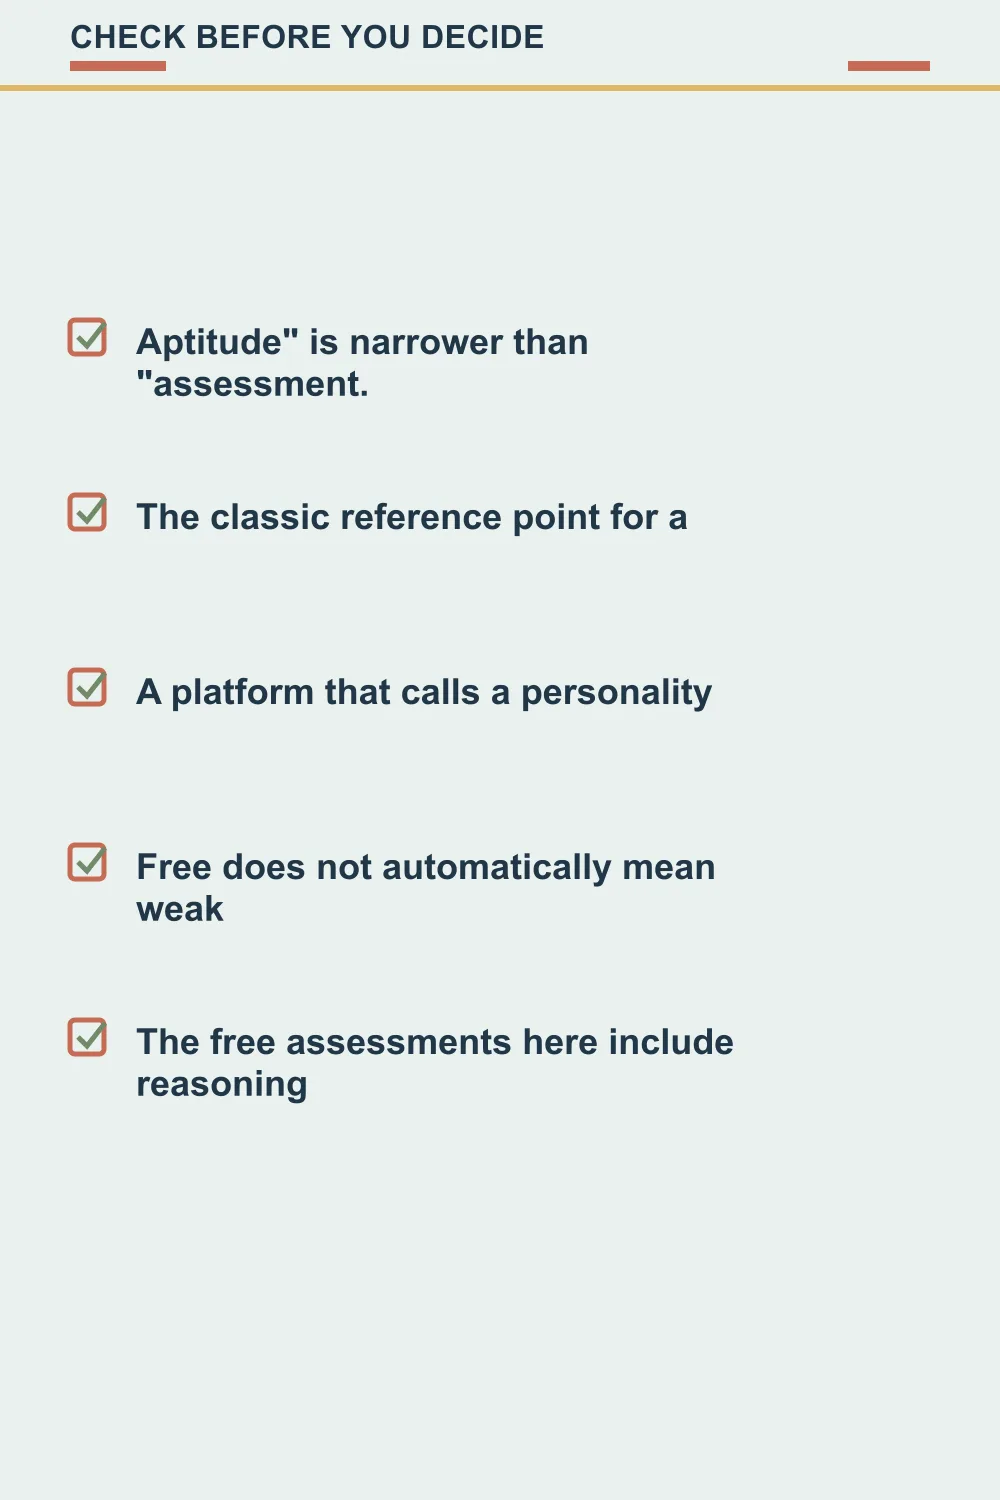 CHECK BEFORE YOU DECIDE
Aptitude" is narrower than
"assessment.
The classic reference point for a
A platform that calls a personality
Free does not automatically mean
weak
The free assessments here include
reasoning